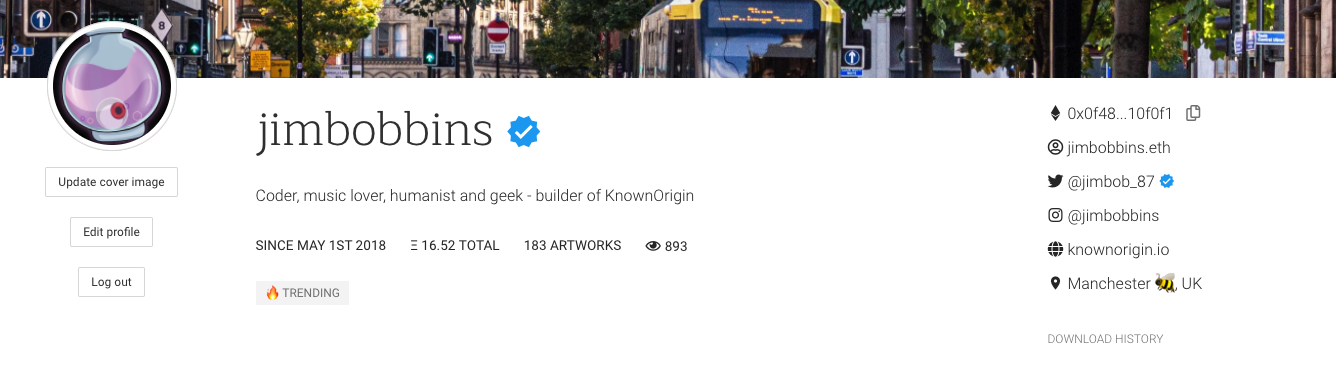 8
jimbobbins
Update cover image
Edit profile
Log out
Coder, music lover, humanist and geek - builder of KnownOrigin
SINCE MAY 1ST 2018 Ξ 16.52 TOTAL 183 ARTWORKS 893
🔥 TRENDING
0x0f48...10f0f1
jimbobbins.eth
@jimbob_87
@jimbobbins
knownorigin.io
Manchester 🐝, UK
DOWNLOAD HISTORY